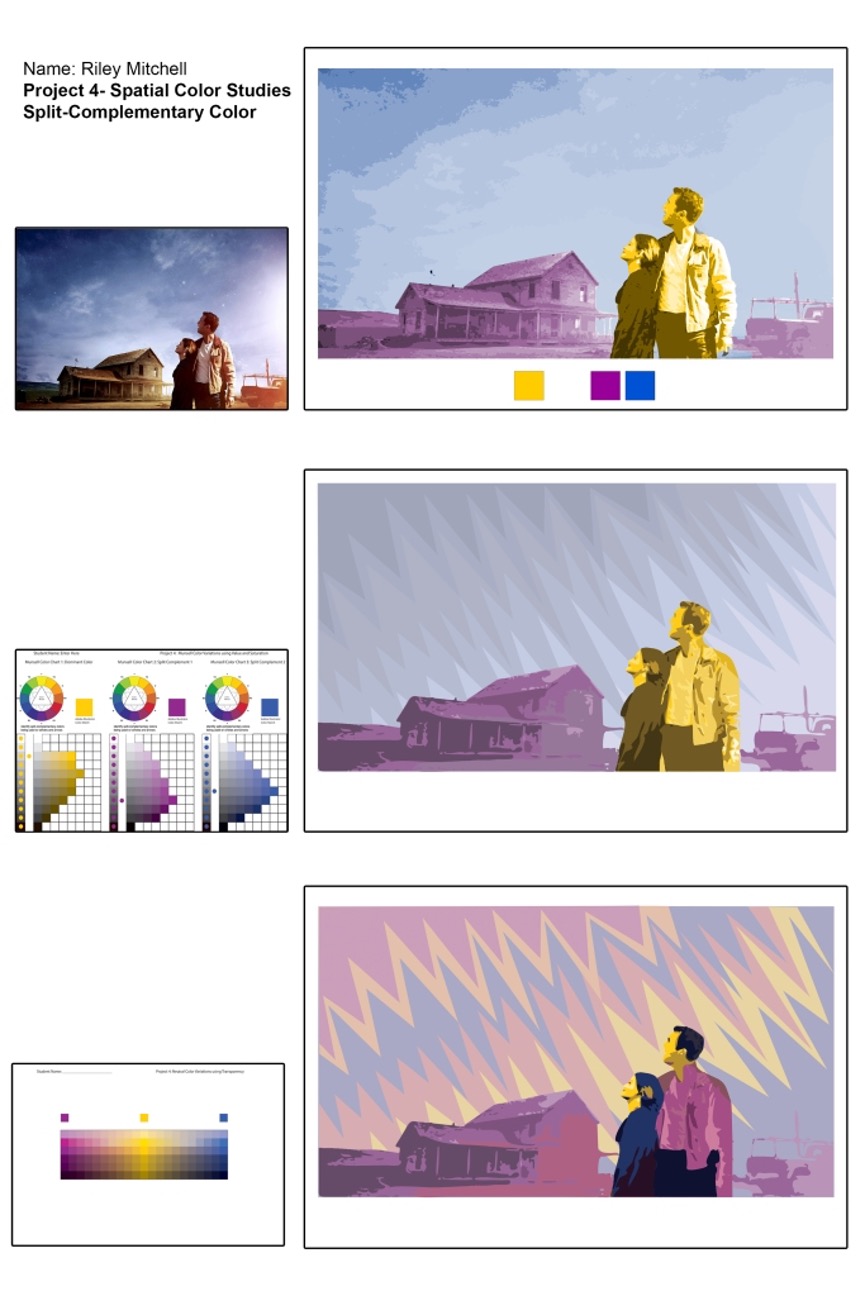 Name: Riley Mitchell
Project 4- Spatial Color Studies
Split-Complementary Color
Student Name: Enter Here
Project 4- Munsell Color Variations using Value and Saturation
Munsell Color Chart 1: Dominant Color
Munsell Color Chart 2: Split Complement 1
Munsell Color Chart 3: Split Complement 2
Student Name:
Project 4: Neutral Color Variations using Transparency